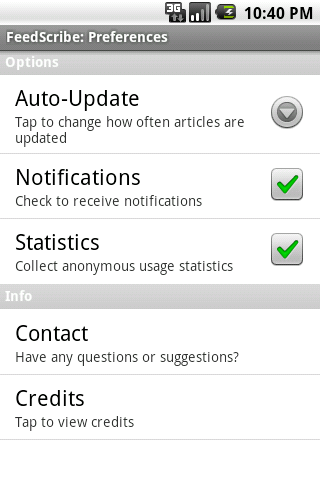 3G
10:40 PM
FeedScribe: Preferences
Options
Auto-Update
Tap to change how often articles are
updated
Notifications
Check to receive notifications
Statistics
Collect anonymous usage statistics
Info
Contact
Have any questions or suggestions?
Credits
Tap to view credits